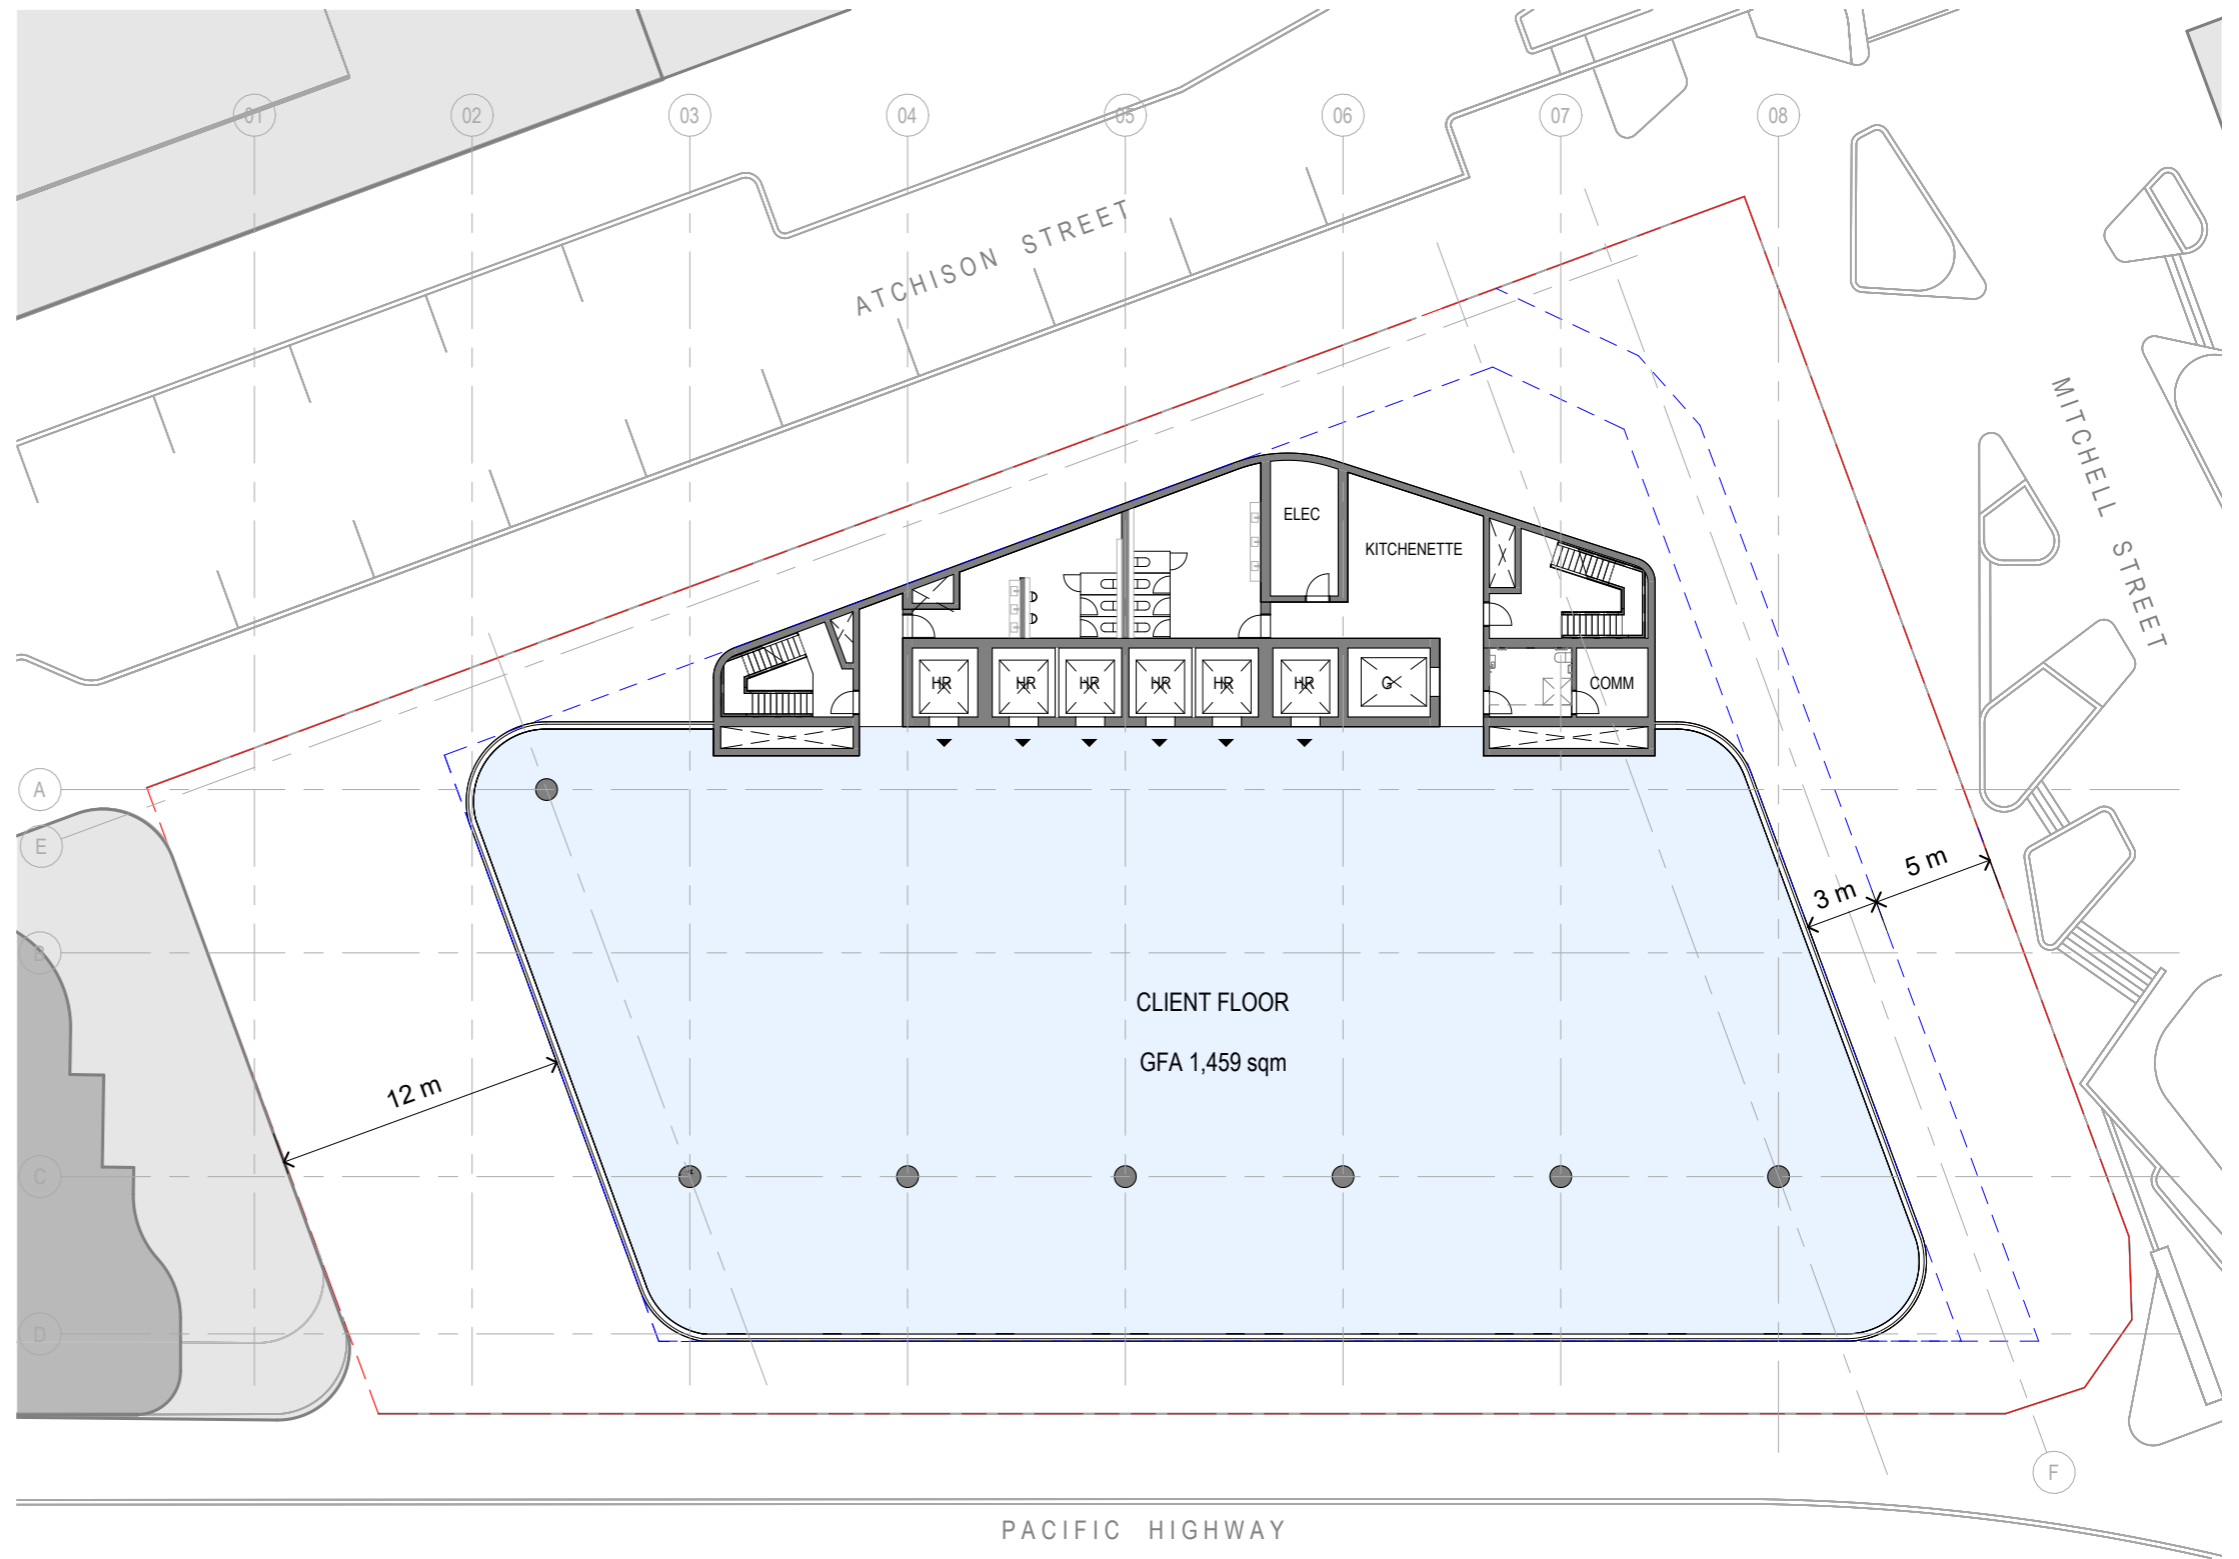 01 02 03 04 05 06 07 08
ATCHISON STREET
MITCHELL STREET
ELEC
KITCHENETTE
HR HR HR HR HR HR G
COMM
A
E
5 m
3 m
B
CLIENT FLOOR
GFA 1,459 sqm
12 m
C
D
F
PACIFIC HIGHWAY